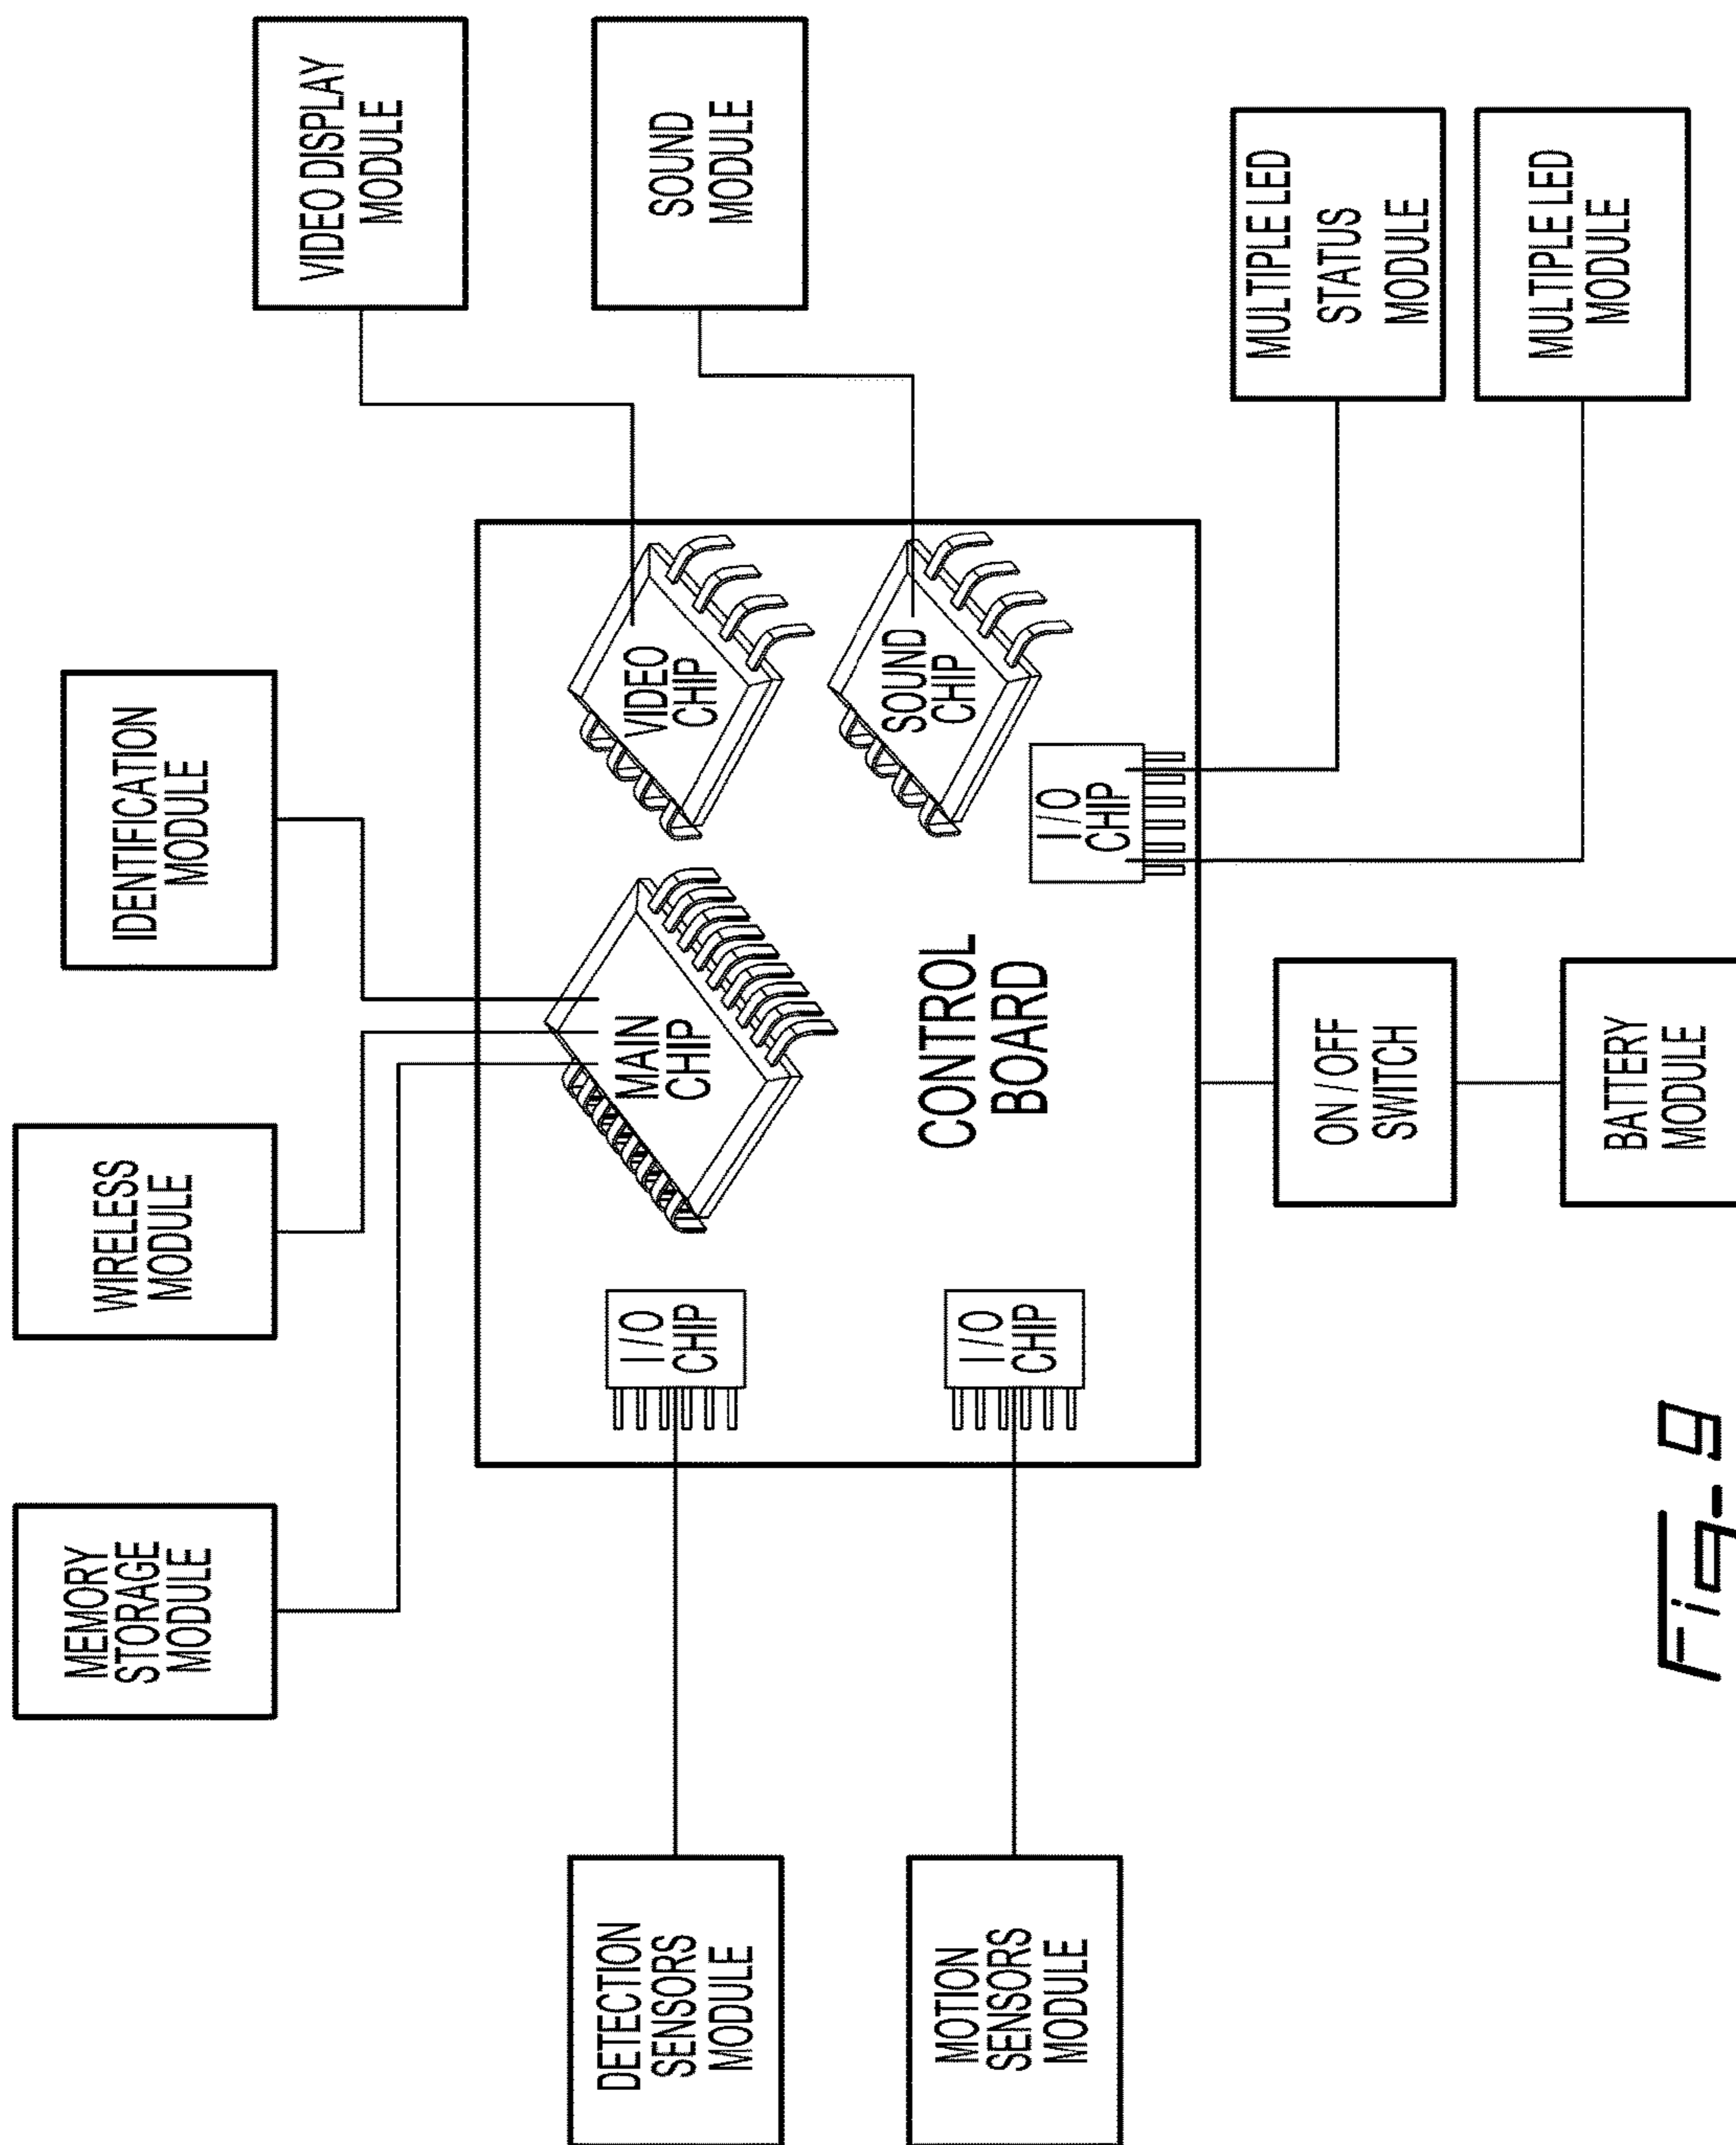 MEMORY
STORAGE
MODULE
WIRELESS
MODULE
IDENTIFICATION
MODULE
VIDEO DISPLAY
MODULE
SOUND
MODULE
DETECTION
SENSORS
MODULE
MOTION
SENSORS
MODULE
I/O
CHIP
I/O
CHIP
MAIN
CHIP
VIDEO
CHIP
SOUND
CHIP
I/O
CHIP
CONTROL
BOARD
MULTIPLE LED
STATUS
MODULE
MULTIPLE LED
MODULE
ON / OFF
SWITCH
BATTERY
MODULE
Fig- 9